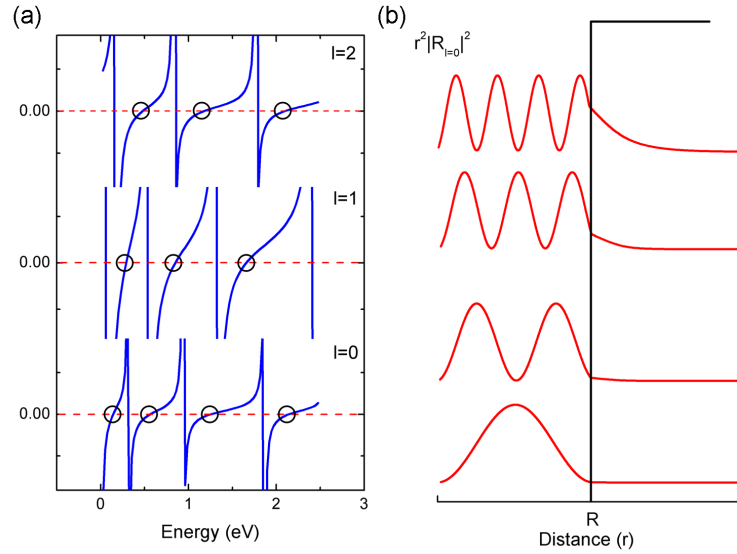 (a)
l=2
0.00
l=1
0.00
l=0
0.00
0 1 2 3
Energy (eV)
(b)
r²|R_{l=0}|²
R
Distance (r)